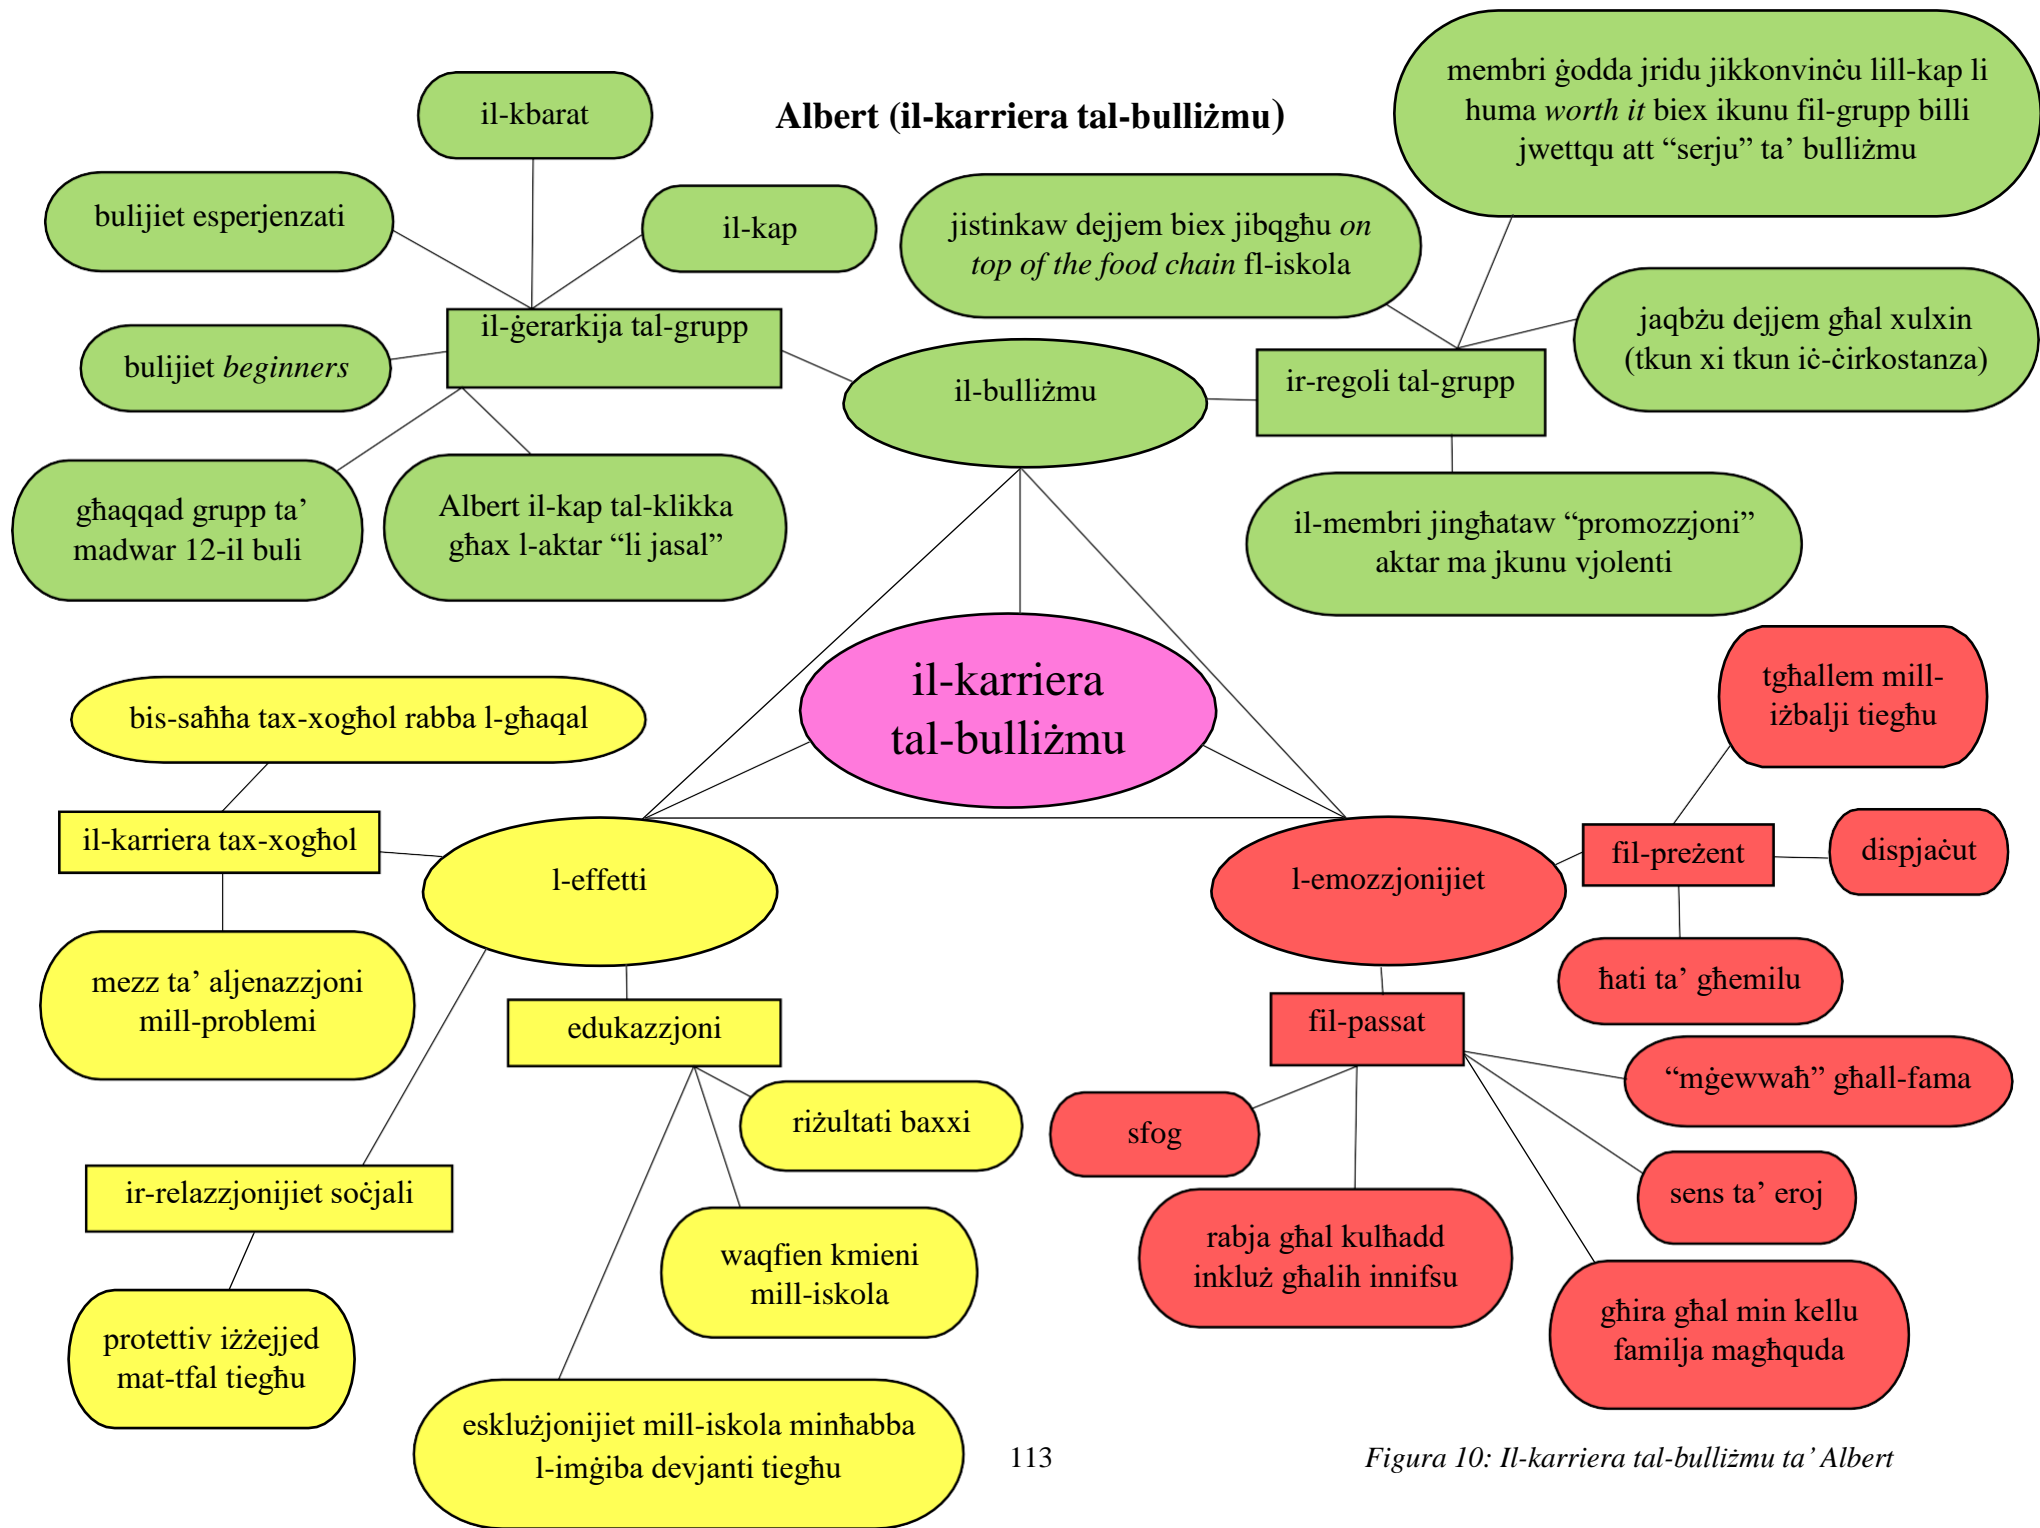 Albert (il-karriera tal-bulliżmu)
il-kbarat
bulijiet esperjenzati
il-kap
il-ġerarkija tal-grupp
bulijiet beginners
għaqqad grupp ta’
madwar 12-il buli
Albert il-kap tal-klikka
għax l-aktar “li jasal”
il-bulliżmu
membri ġodda jridu jikkonvinċu lill-kap li
huma worth it biex ikunu fil-grupp billi
jwettqu att “serju” ta’ bulliżmu
jistinkaw dejjem biex jibqgħu on
top of the food chain fl-iskola
jaqbżu dejjem għal xulxin
(tkun xi tkun iċ-ċirkostanza)
ir-regoli tal-grupp
il-membri jingħataw “promozzjoni”
aktar ma jkunu vjolenti
il-karriera
tal-bulliżmu
bis-saħħa tax-xogħol rabba l-għaqal
il-karriera tax-xogħol
l-effetti
mezz ta’ aljenazzjoni
mill-problemi
edukazzjoni
riżultati baxxi
ir-relazzjonijiet soċjali
waqfien kmieni
mill-iskola
protettiv iżżejjed
mat-tfal tiegħu
esklużjonijiet mill-iskola minħabba
l-imġiba devjanti tiegħu
tgħallem mill-
iżbalji tiegħu
fil-preżent
dispjaċut
l-emozzjonijiet
ħati ta’ għemilu
fil-passat
“mġewwaħ” għall-fama
sfog
sens ta’ eroj
rabja għal kulħadd
inkluż għalih innifsu
għira għal min kellu
familja magħquda
113
Figura 10: Il-karriera tal-bulliżmu ta’ Albert